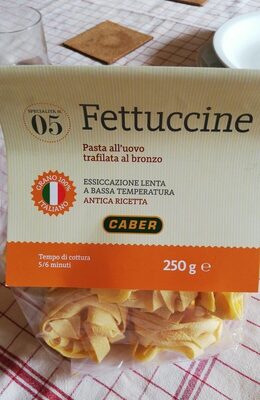 SPECIALITÀ N.
05
Fettuccine
Pasta all'uovo
trafilata al bronzo
GRANO 100%
ITALIANO
ESSICCAZIONE LENTA
A BASSA TEMPERATURA
ANTICA RICETTA
CABER
Tempo di cottura
5/6 minuti
250 g ℮